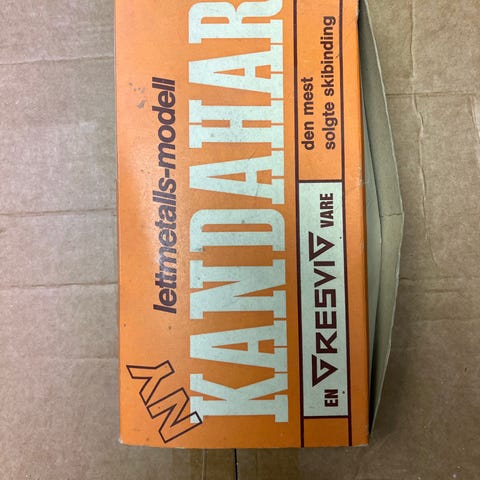 NY
lettmetalls-modell
KANDAHAR
den mest
solgte skibinding
EN GRESVIG VARE